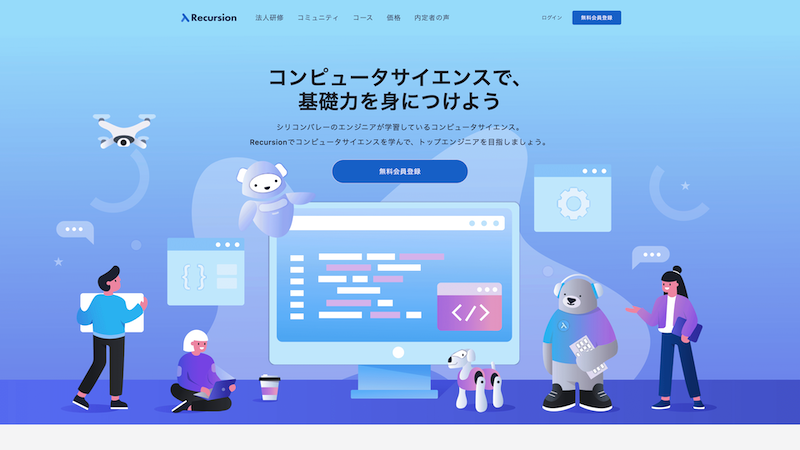 Recursion
法人研修 コミュニティ コース 価格 内定者の声
ログイン 無料会員登録
コンピュータサイエンスで、
基礎力を身につけよう
シリコンバレーのエンジニアが学習しているコンピュータサイエンス。
Recursionでコンピュータサイエンスを学んで、トップエンジニアを目指しましょう。
無料会員登録
{ }
</>